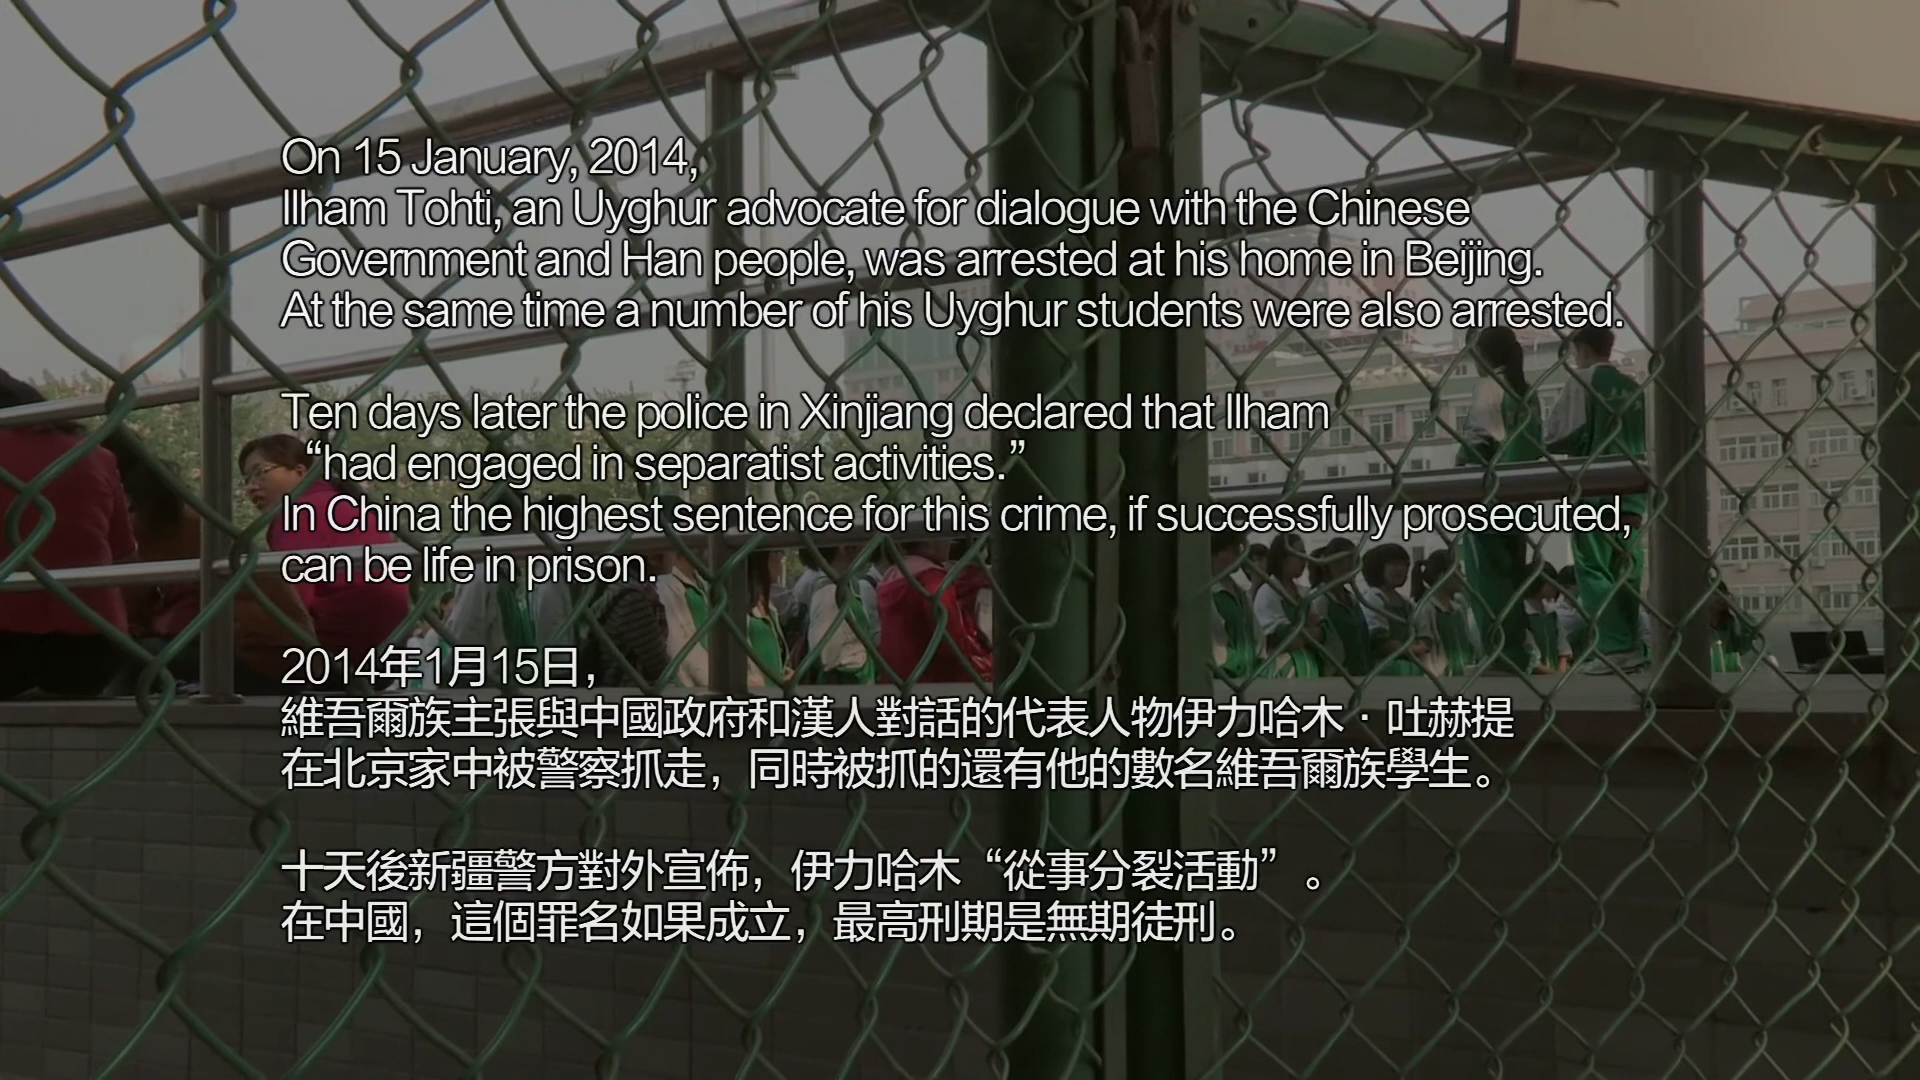 On 15 January, 2014,
Ilham Tohti, an Uyghur advocate for dialogue with the Chinese
Government and Han people, was arrested at his home in Beijing.
At the same time a number of his Uyghur students were also arrested.
Ten days later the police in Xinjiang declared that Ilham
“had engaged in separatist activities.”
In China the highest sentence for this crime, if successfully prosecuted,
can be life in prison.
2014年1月15日，
維吾爾族主張與中國政府和漢人對話的代表人物伊力哈木·吐赫提
在北京家中被警察抓走，同時被抓的還有他的數名維吾爾族學生。
十天後新疆警方對外宣佈，伊力哈木“從事分裂活動”。
在中國，這個罪名如果成立，最高刑期是無期徒刑。